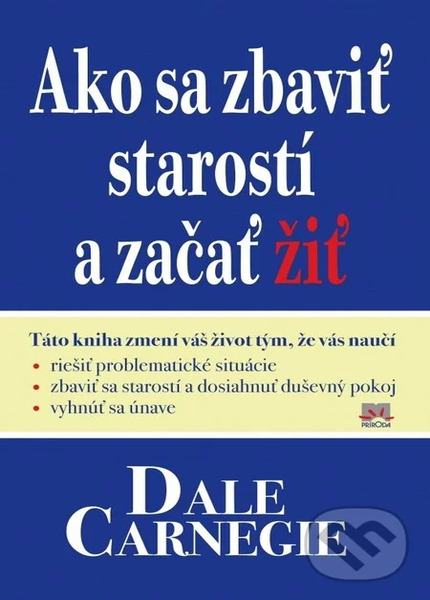 Ako sa zbaviť
starostí
a začať žiť
Táto kniha zmení váš život tým, že vás naučí
• riešiť problematické situácie
• zbaviť sa starostí a dosiahnuť duševný pokoj
• vyhnúť sa únave
PRÍRODA
DALE
CARNEGIE